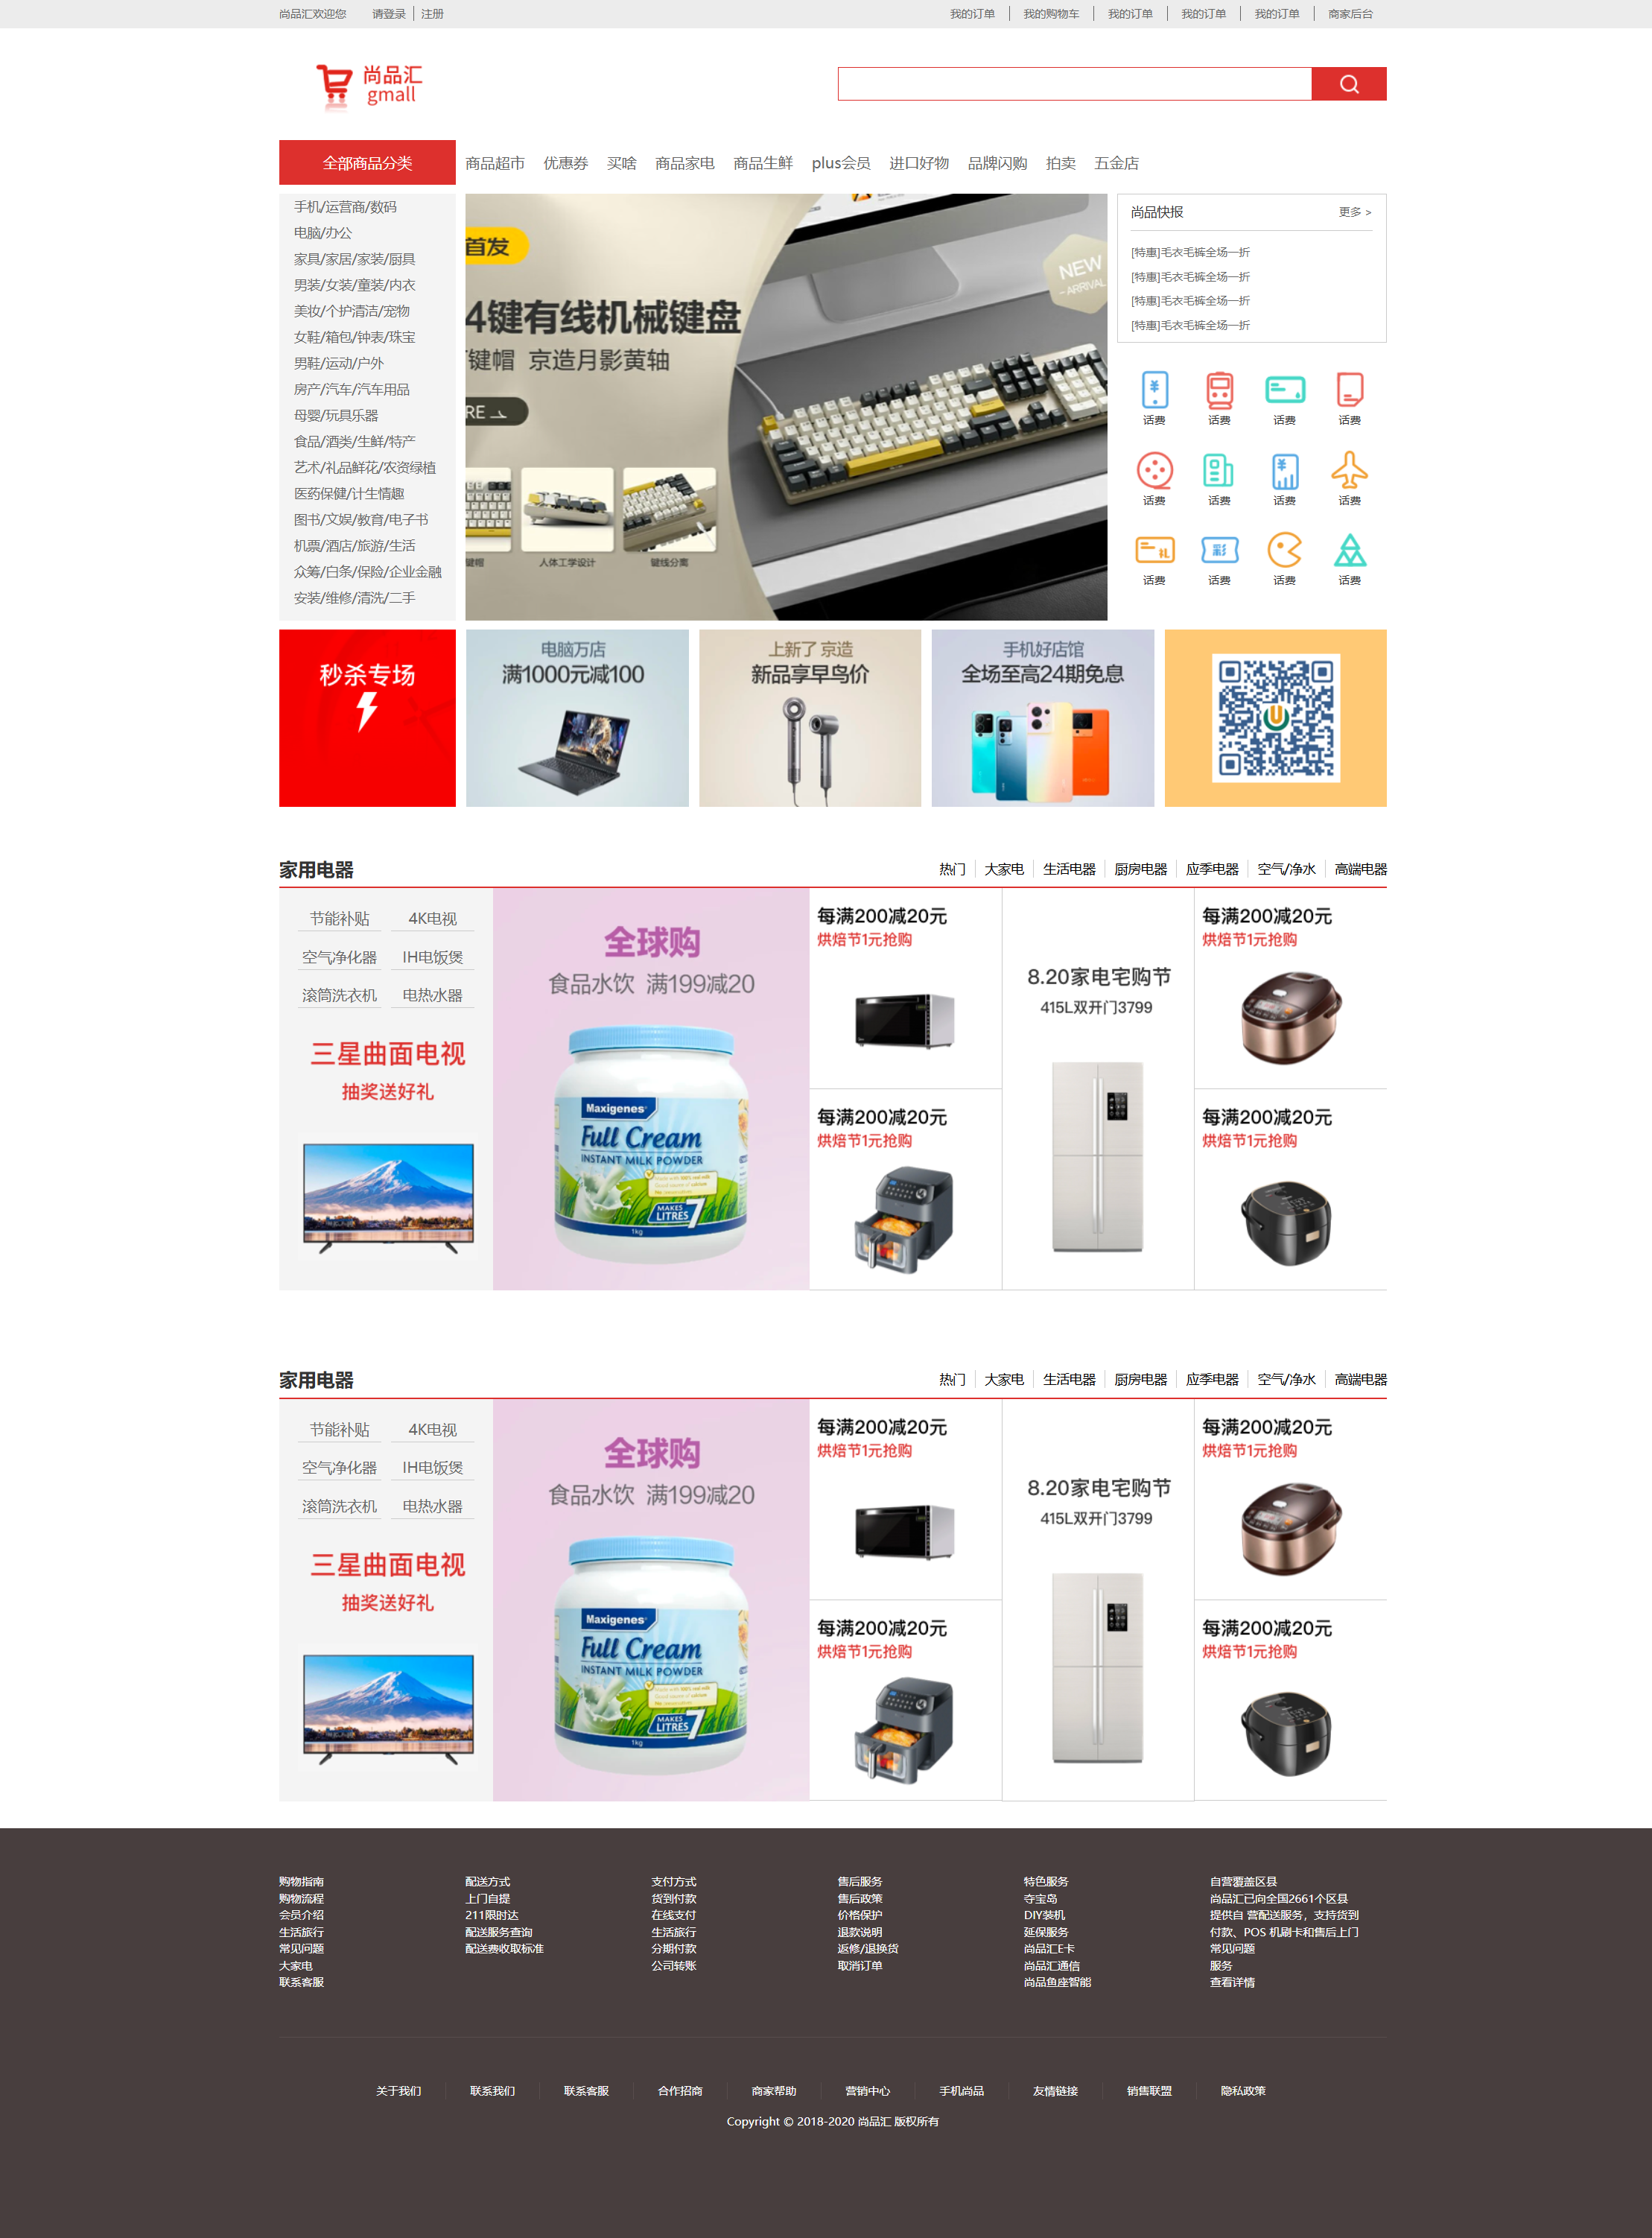 尚品汇欢迎您 请登录 注册 我的订单 我的购物车 我的订单 我的订单 我的订单 商家后台
尚品汇
gmall
全部商品分类 商品超市 优惠券 买啥 商品家电 商品生鲜 plus会员 进口好物 品牌闪购 拍卖 五金店
手机/运营商/数码
电脑/办公
家具/家居/家装/厨具
男装/女装/童装/内衣
美妆/个护清洁/宠物
女鞋/箱包/钟表/珠宝
男鞋/运动/户外
房产/汽车/汽车用品
母婴/玩具乐器
食品/酒类/生鲜/特产
艺术/礼品鲜花/农资绿植
医药保健/计生情趣
图书/文娱/教育/电子书
机票/酒店/旅游/生活
众筹/白条/保险/企业金融
安装/维修/清洗/二手
首发
4键有线机械键盘
键帽 京造月影黄轴
RE
NEW
- ARRIVAL
键帽 人体工学设计 键线分离
尚品快报 更多 >
[特惠]毛衣毛裤全场一折
[特惠]毛衣毛裤全场一折
[特惠]毛衣毛裤全场一折
[特惠]毛衣毛裤全场一折
话费 话费 话费 话费
话费 话费 话费 话费
礼 彩
话费 话费 话费 话费
秒杀专场
电脑万店
满1000元减100
上新了 京造
新品享早鸟价
手机好店馆
全场至高24期免息
家用电器 热门 大家电 生活电器 厨房电器 应季电器 空气/净水 高端电器
节能补贴 4K电视
空气净化器 IH电饭煲
滚筒洗衣机 电热水器
三星曲面电视
抽奖送好礼
全球购
食品水饮 满199减20
Maxigenes
Full Cream
INSTANT MILK POWDER
MAKES
LITRES 7
1kg
每满200减20元
烘焙节1元抢购
每满200减20元
烘焙节1元抢购
8.20家电宅购节
415L双开门3799
每满200减20元
烘焙节1元抢购
每满200减20元
烘焙节1元抢购
家用电器 热门 大家电 生活电器 厨房电器 应季电器 空气/净水 高端电器
节能补贴 4K电视
空气净化器 IH电饭煲
滚筒洗衣机 电热水器
三星曲面电视
抽奖送好礼
全球购
食品水饮 满199减20
Maxigenes
Full Cream
INSTANT MILK POWDER
MAKES
LITRES 7
1kg
每满200减20元
烘焙节1元抢购
每满200减20元
烘焙节1元抢购
8.20家电宅购节
415L双开门3799
每满200减20元
烘焙节1元抢购
每满200减20元
烘焙节1元抢购
购物指南
购物流程
会员介绍
生活旅行
常见问题
大家电
联系客服
配送方式
上门自提
211限时达
配送服务查询
配送费收取标准
支付方式
货到付款
在线支付
生活旅行
分期付款
公司转账
售后服务
售后政策
价格保护
退款说明
返修/退换货
取消订单
特色服务
夺宝岛
DIY装机
延保服务
尚品汇E卡
尚品汇通信
尚品鱼座智能
自营覆盖区县
尚品汇已向全国2661个区县
提供自 营配送服务，支持货到
付款、POS 机刷卡和售后上门
常见问题
服务
查看详情
关于我们 联系我们 联系客服 合作招商 商家帮助 营销中心 手机尚品 友情链接 销售联盟 隐私政策
Copyright © 2018-2020 尚品汇 版权所有